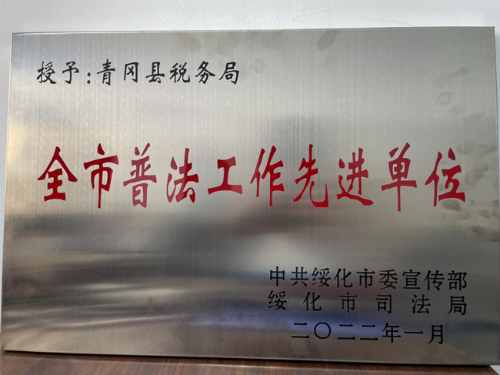 授予:青冈县税务局
全市普法工作先进单位
中共绥化市委宣传部
绥化市司法局
二〇二二年一月